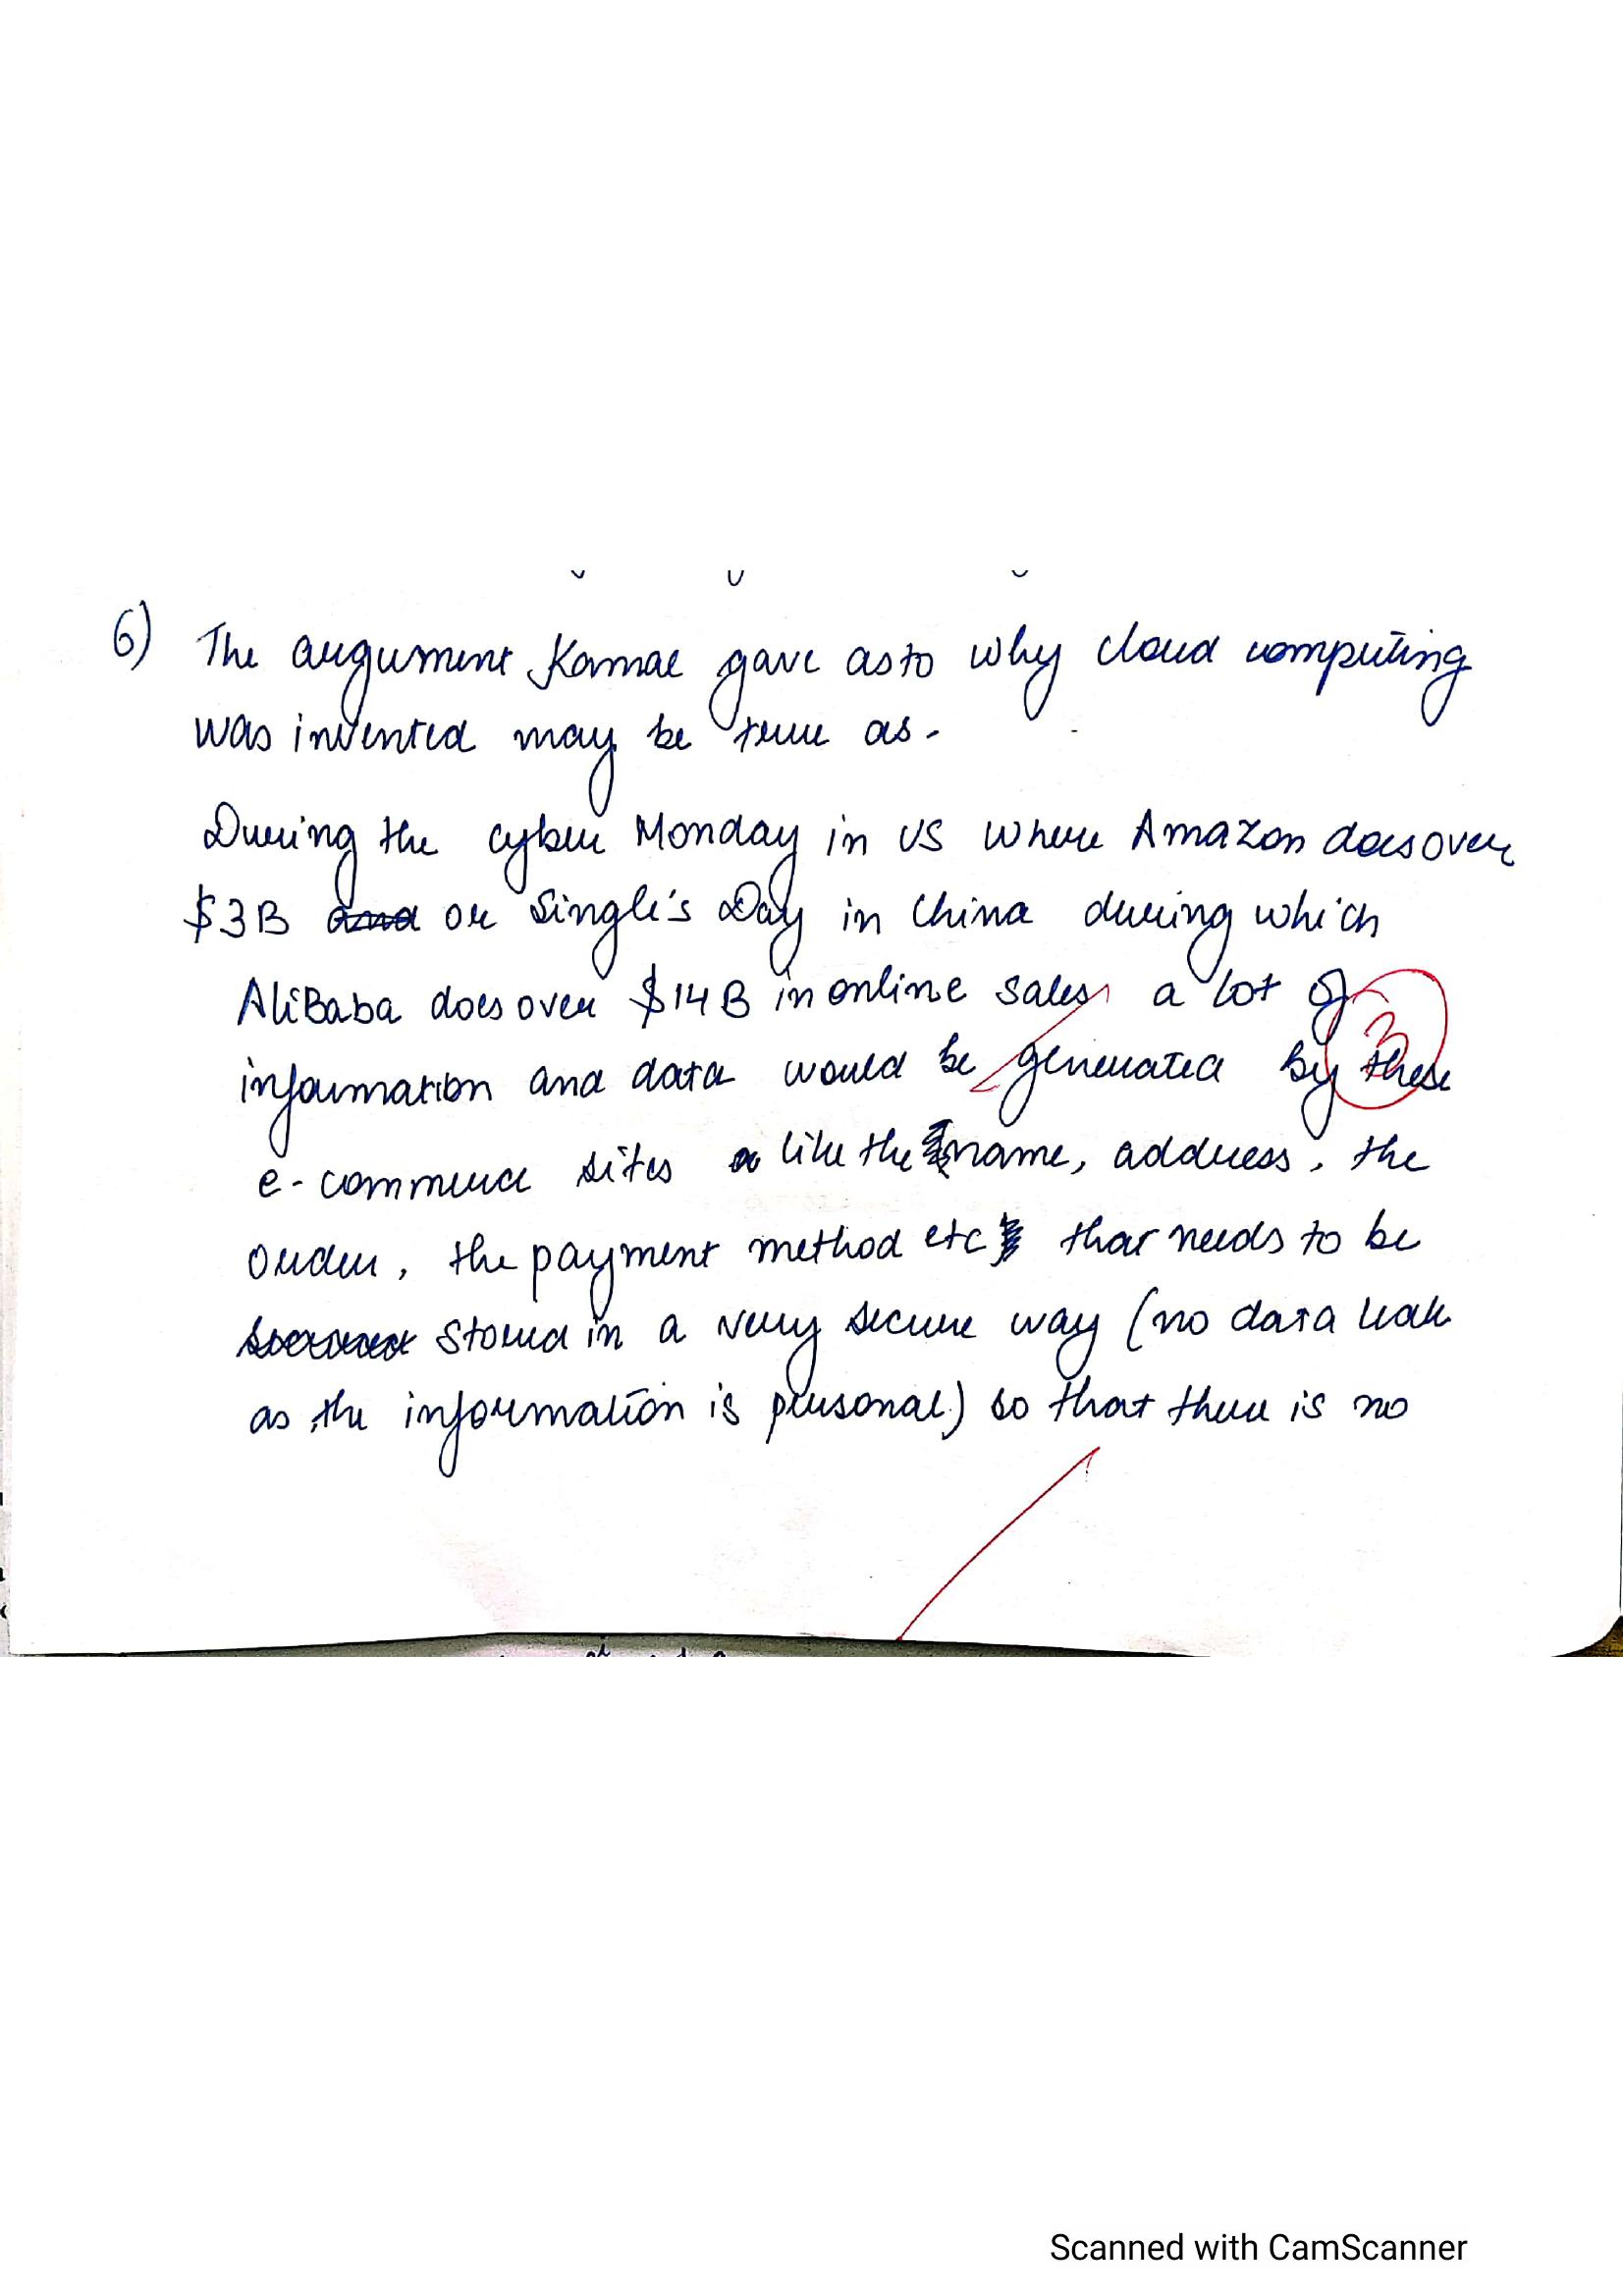 6) The argument Kamal gave as to why cloud computing
was invented may be true as -
During the cyber Monday in US where Amazon does over
$3B and or Single's Day in China during which
AliBaba does over $14B in online sales a lot of
3
information and data would be generated by these
e-commerce sites like the name, address, the
order, the payment method etc that needs to be
stored in a very secure way (no data leak
as the information is personal) so that there is no
Scanned with CamScanner